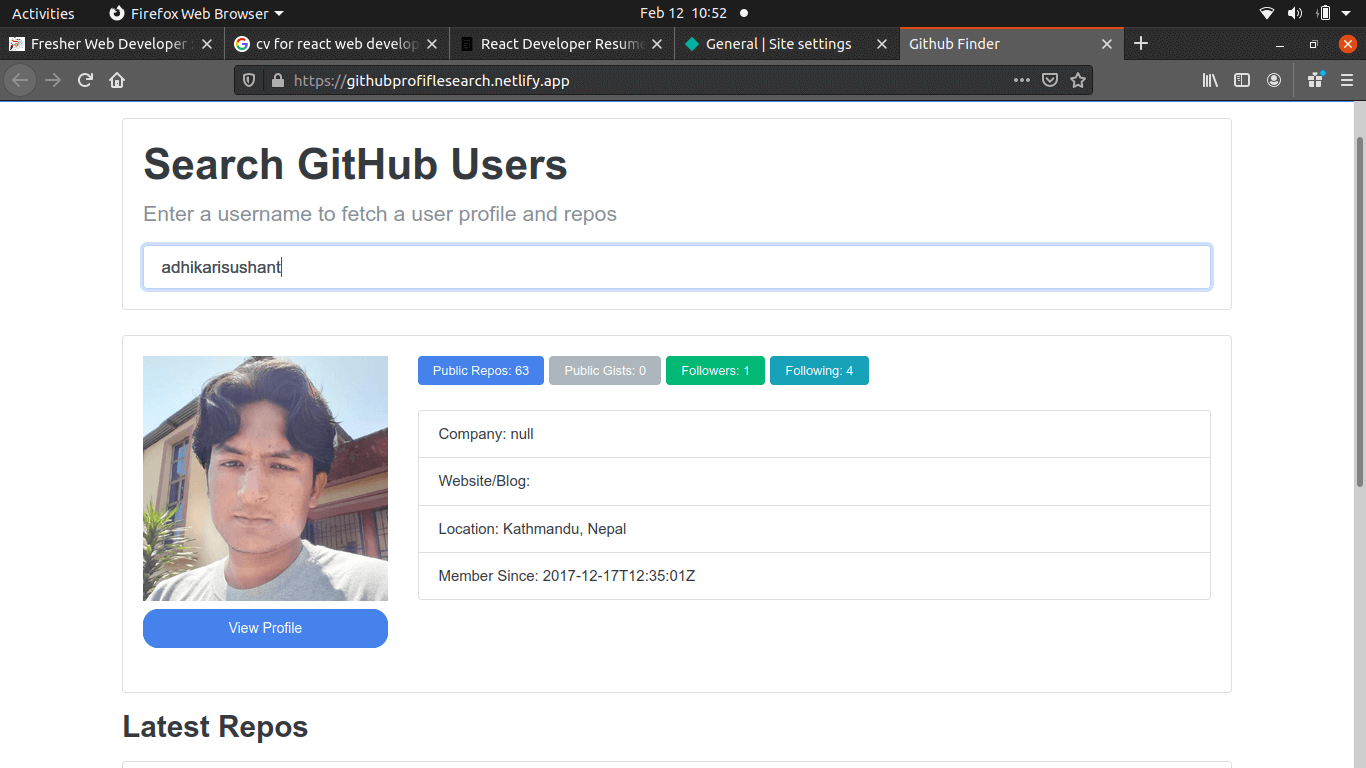 Activities Firefox Web Browser Feb 12 10:52
Fresher Web Developer cv for react web develop React Developer Resume General | Site settings Github Finder
https://githubprofiflesearch.netlify.app
Search GitHub Users
Enter a username to fetch a user profile and repos
adhikarisushant
Public Repos: 63 Public Gists: 0 Followers: 1 Following: 4
Company: null
Website/Blog:
Location: Kathmandu, Nepal
Member Since: 2017-12-17T12:35:01Z
View Profile
Latest Repos